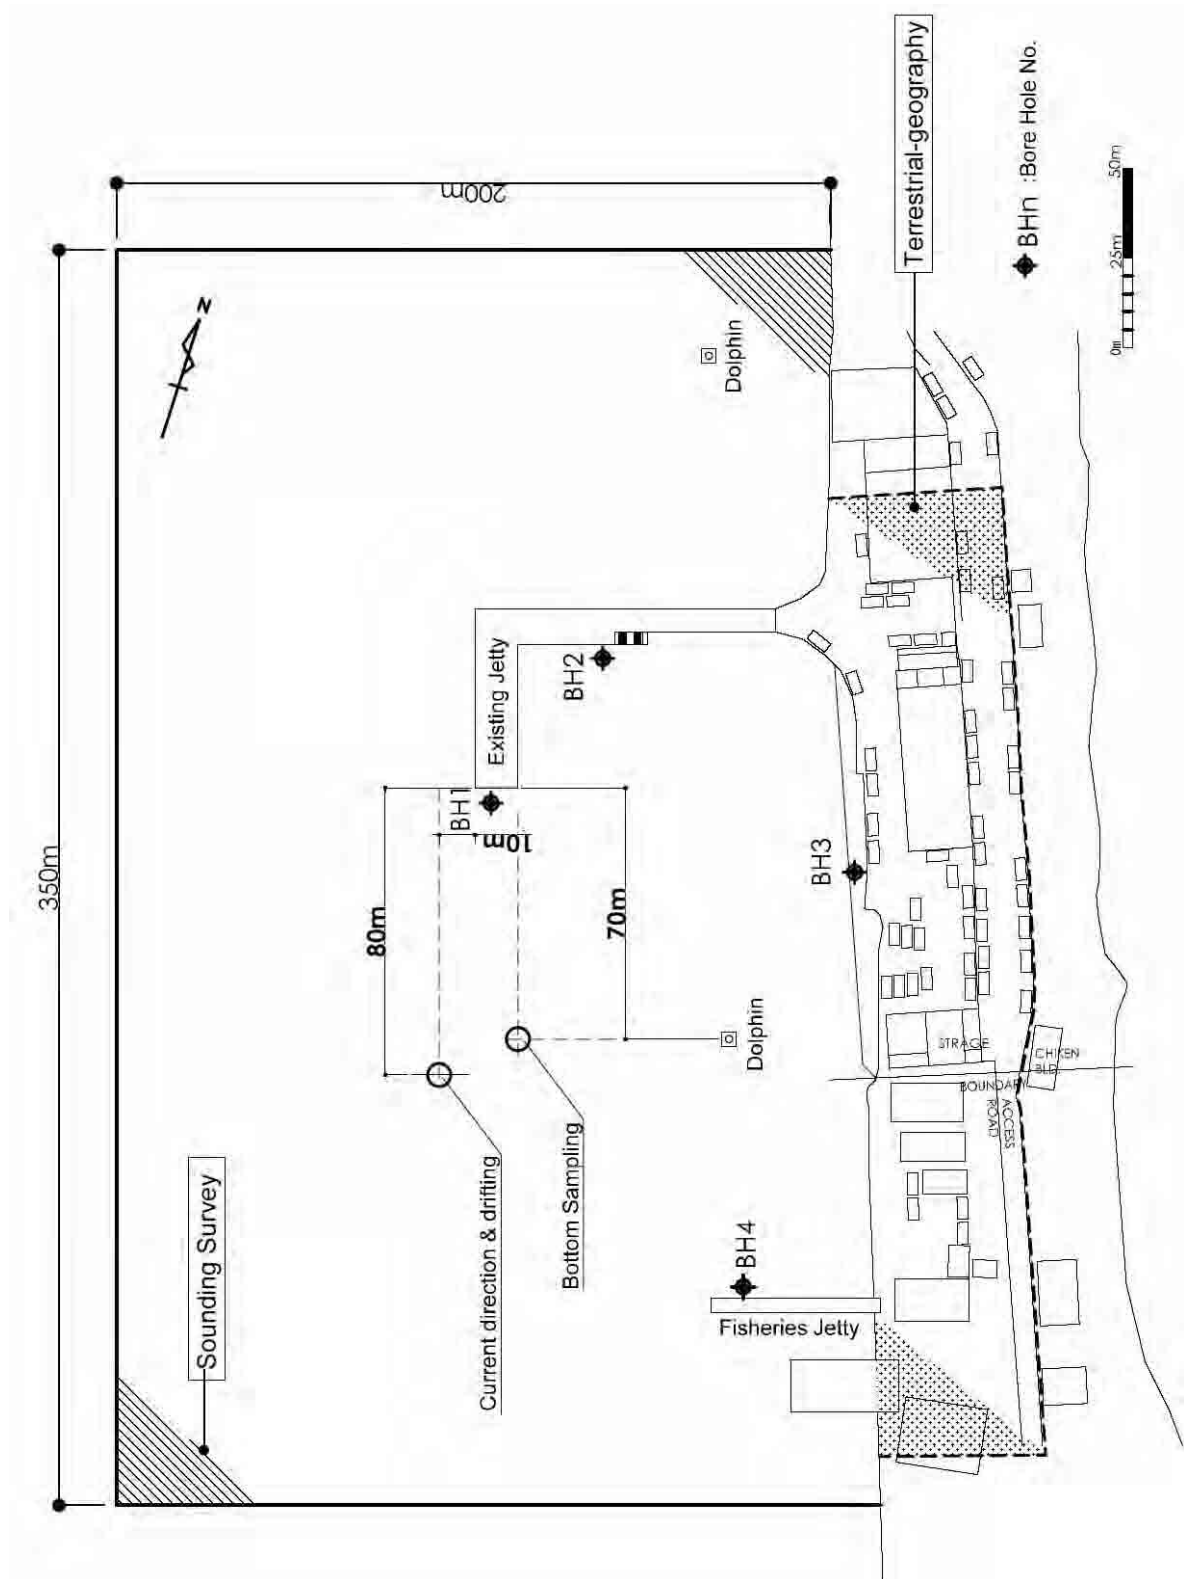 350m
200m
N
Sounding Survey
Terrestrial-geography
BHn :Bore Hole No.
0m
25m
50m
Dolphin
Existing Jetty
BH1
BH2
10m
80m
70m
Current direction & drifting
Bottom Sampling
BH3
Dolphin
BH4
Fisheries Jetty
STRAGE
CHIKEN
BLD.
BOUNDARY
ACCESS
ROAD